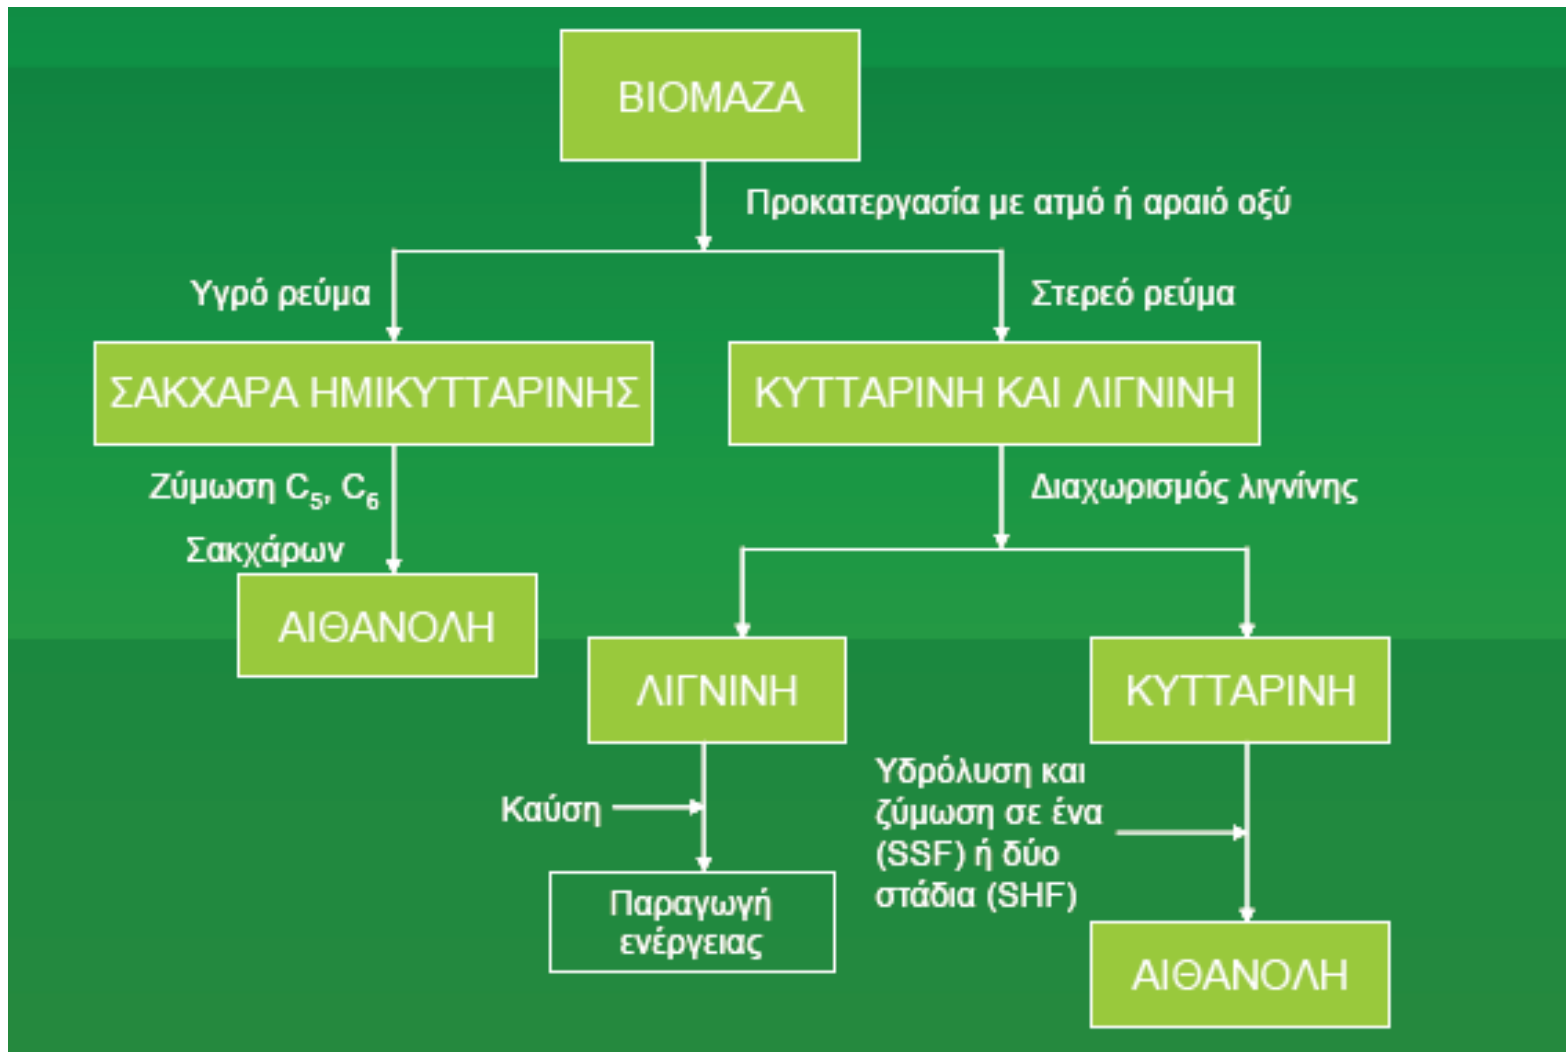 ΒΙΟΜΑΖΑ
Προκατεργασία με ατμό ή αραιό οξύ
Υγρό ρεύμα
Στερεό ρεύμα
ΣΑΚΧΑΡΑ ΗΜΙΚΥΤΤΑΡΙΝΗΣ
ΚΥΤΤΑΡΙΝΗ ΚΑΙ ΛΙΓΝΙΝΗ
Ζύμωση C5, C6
Σακχάρων
Διαχωρισμός λιγνίνης
ΑΙΘΑΝΟΛΗ
ΛΙΓΝΙΝΗ
ΚΥΤΤΑΡΙΝΗ
Καύση
Υδρόλυση και
ζύμωση σε ένα
(SSF) ή δύο
στάδια (SHF)
Παραγωγή
ενέργειας
ΑΙΘΑΝΟΛΗ